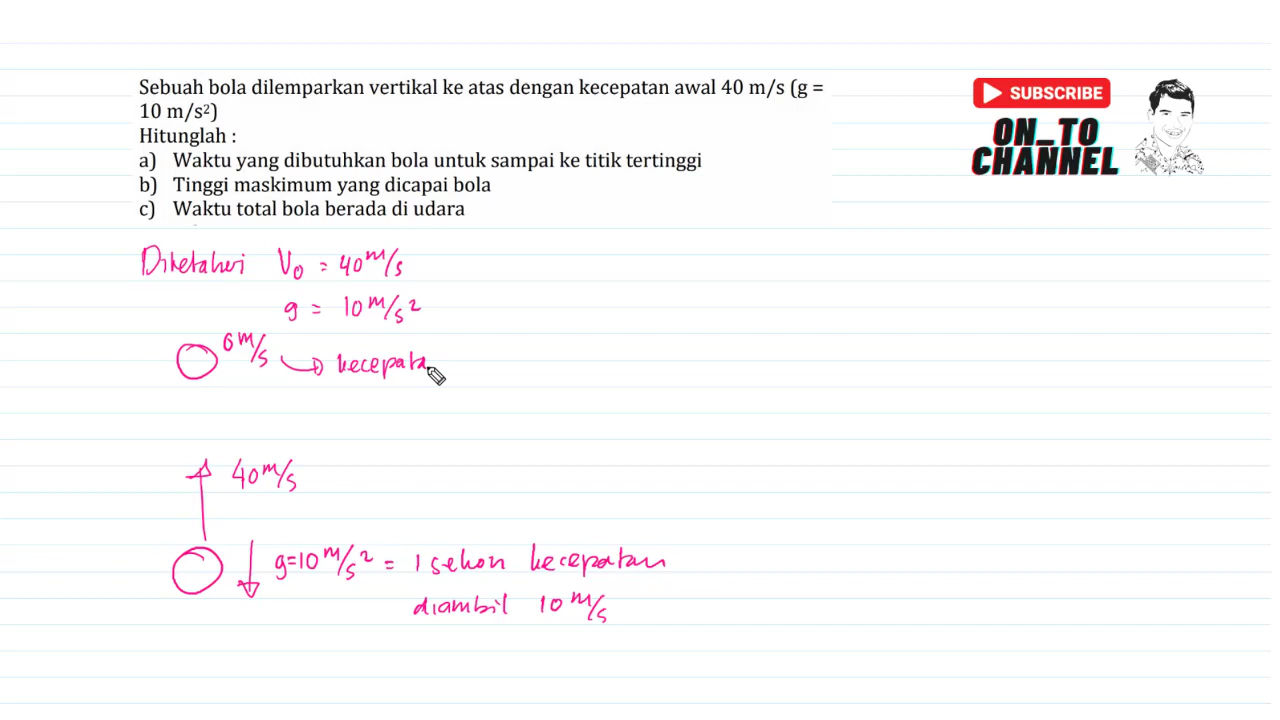 Sebuah bola dilemparkan vertikal ke atas dengan kecepatan awal 40 m/s (g =
10 m/s²)
Hitunglah :
a) Waktu yang dibutuhkan bola untuk sampai ke titik tertinggi
b) Tinggi maskimum yang dicapai bola
c) Waktu total bola berada di udara
SUBSCRIBE
ON_TO
CHANNEL
Diketahui V₀ = 40 m/s
g = 10 m/s²
0 m/s → kecepata
40 m/s
g=10 m/s² = 1 sekon kecepatan
diambil 10 m/s